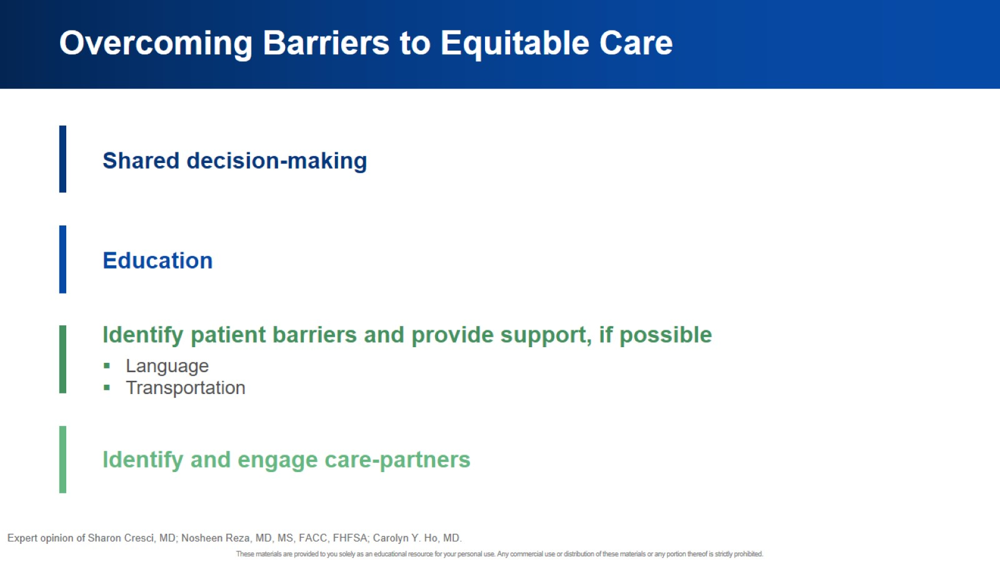 Overcoming Barriers to Equitable Care
Shared decision-making
Education
Identify patient barriers and provide support, if possible
▪ Language
▪ Transportation
Identify and engage care-partners
Expert opinion of Sharon Cresci, MD; Nosheen Reza, MD, MS, FACC, FHFSA; Carolyn Y. Ho, MD.
These materials are provided to you solely as an educational resource for your personal use. Any commercial use or distribution of these materials or any portion thereof is strictly prohibited.